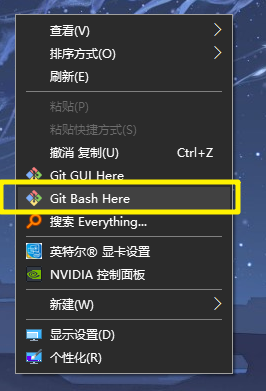 查看(V)
排序方式(O)
刷新(E)
粘贴(P)
粘贴快捷方式(S)
撤消 复制(U) Ctrl+Z
Git GUI Here
Git Bash Here
搜索 Everything...
英特尔® 显卡设置
NVIDIA 控制面板
新建(W)
显示设置(D)
个性化(R)